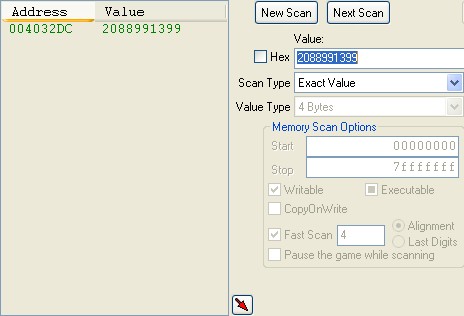 Address Value
004032DC 2088991399
New Scan Next Scan
Value:
Hex 2088991399
Scan Type Exact Value
Value Type 4 Bytes
Memory Scan Options
Start 00000000
Stop 7fffffff
Writable Executable
CopyOnWrite
Fast Scan 4 Alignment
Last Digits
Pause the game while scanning